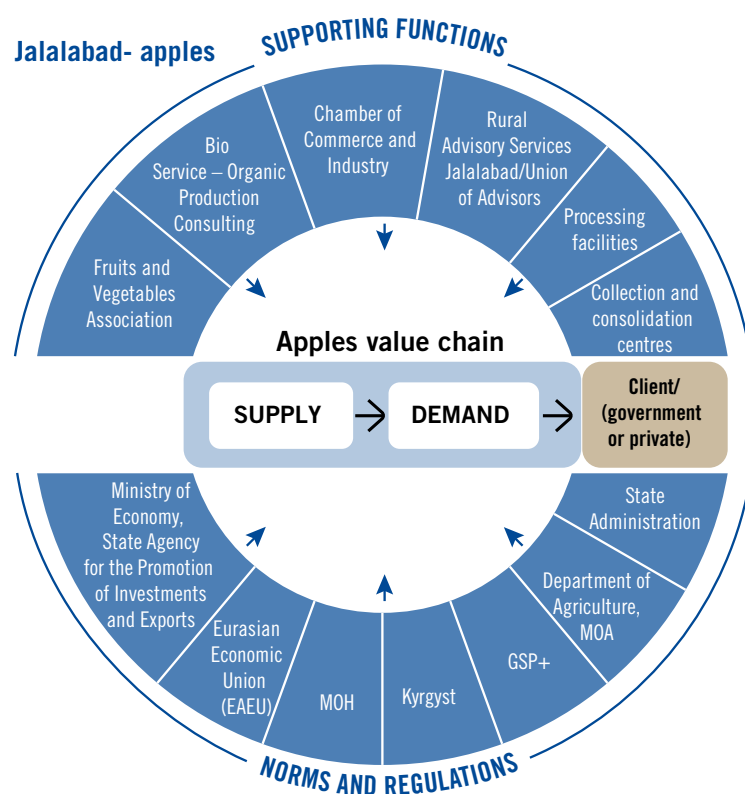 Jalalabad- apples
SUPPORTING FUNCTIONS
Fruits and
Vegetables
Association
Bio
Service – Organic
Production
Consulting
Chamber of
Commerce and
Industry
Rural
Advisory Services
Jalalabad/Union
of Advisors
Processing
facilities
Collection and
consolidation
centres
Apples value chain
SUPPLY
DEMAND
Client/
(government
or private)
Ministry of
Economy,
State Agency
for the Promotion
of Investments
and Exports
Eurasian
Economic
Union
(EAEU)
MOH
Kyrgyst
GSP+
Department of
Agriculture,
MOA
State
Administration
NORMS AND REGULATIONS